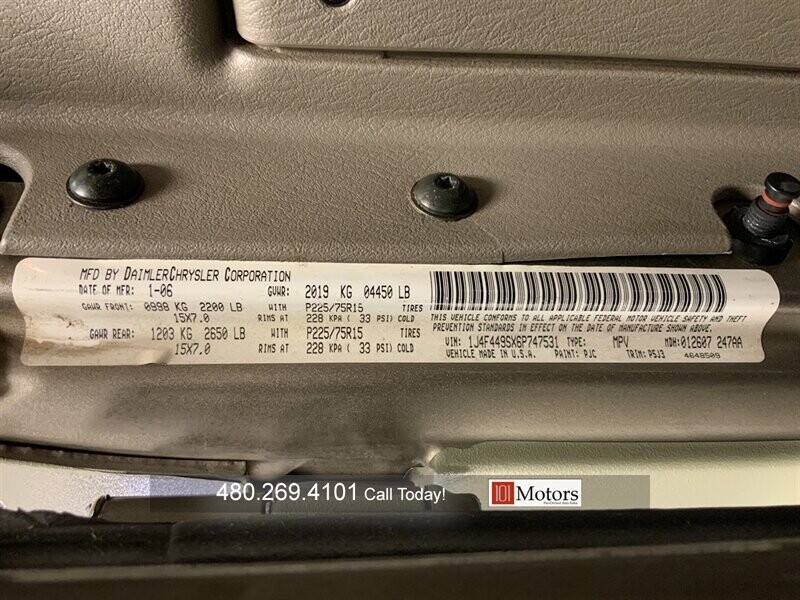 MFD BY DAIMLERCHRYSLER CORPORATION
DATE OF MFR: 1-06 GVWR: 2019 KG 04450 LB
GAWR FRONT: 0998 KG 2200 LB WITH P225/75R15 TIRES
15X7.0 RIMS AT 228 KPA ( 33 PSI) COLD
GAWR REAR: 1203 KG 2650 LB WITH P225/75R15 TIRES
15X7.0 RIMS AT 228 KPA ( 33 PSI) COLD
THIS VEHICLE CONFORMS TO ALL APPLICABLE FEDERAL MOTOR VEHICLE SAFETY AND THEFT
PREVENTION STANDARDS IN EFFECT ON THE DATE OF MANUFACTURE SHOWN ABOVE.
VIN: 1J4F449SX6P747531 TYPE: MPV MDH: 012607 247AA
VEHICLE MADE IN U.S.A. PAINT: PJC TRIM: P5J3 4648509
480.269.4101 Call Today!
101 Motors